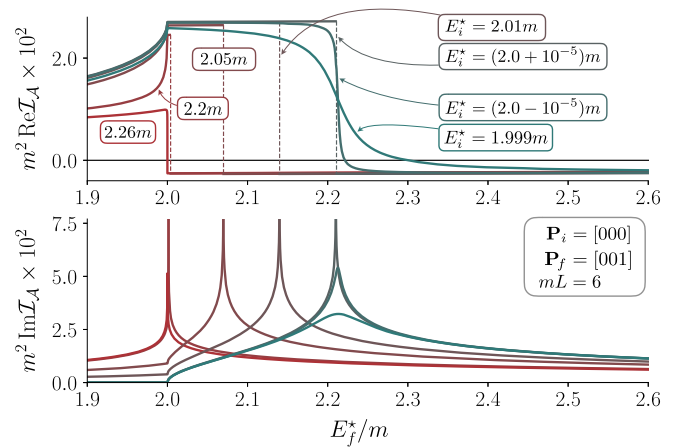 m² Re𝓘_𝒜 × 10²
2.0
0.0
E_i^⋆ = 2.01m
E_i^⋆ = (2.0 + 10⁻⁵)m
E_i^⋆ = (2.0 − 10⁻⁵)m
E_i^⋆ = 1.999m
2.05m
2.2m
2.26m
1.9 2.0 2.1 2.2 2.3 2.4 2.5 2.6
m² Im𝓘_𝒜 × 10²
7.5
5.0
2.5
0.0
P_i = [000]
P_f = [001]
mL = 6
1.9 2.0 2.1 2.2 2.3 2.4 2.5 2.6
E_f^⋆/m